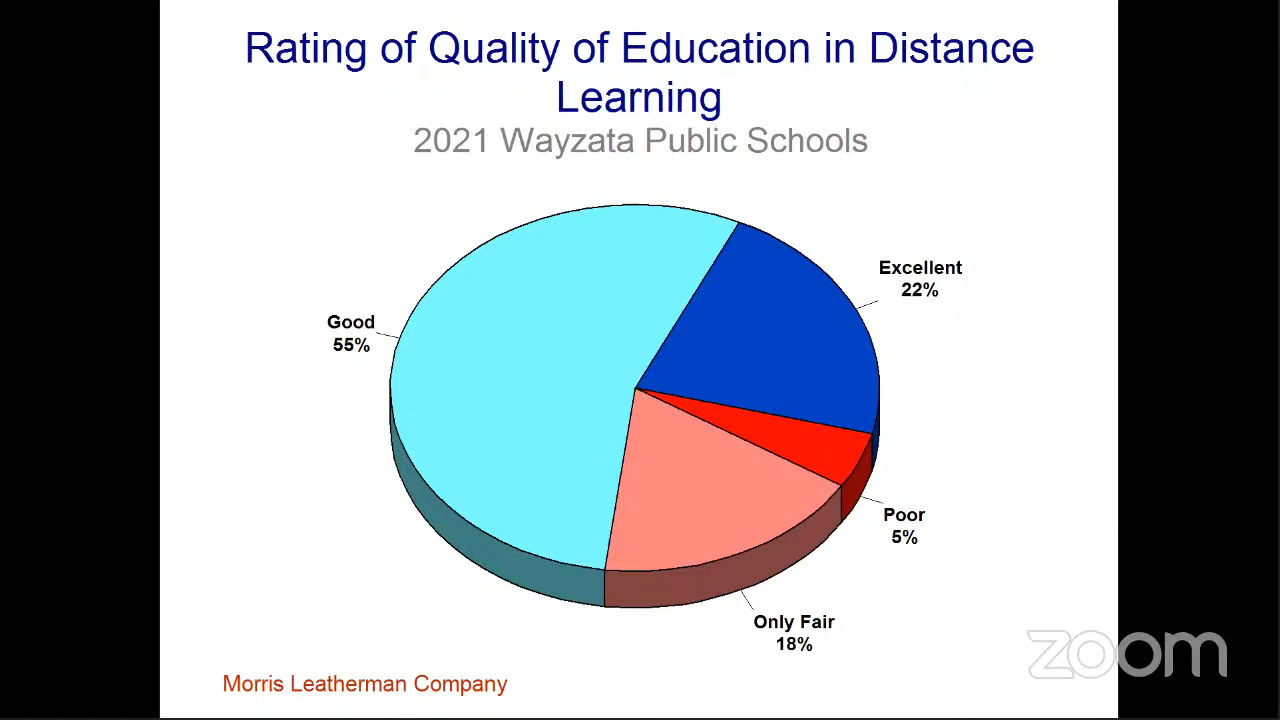 Rating of Quality of Education in Distance
Learning
2021 Wayzata Public Schools
Excellent
22%
Good
55%
Poor
5%
Only Fair
18%
Morris Leatherman Company
zoom